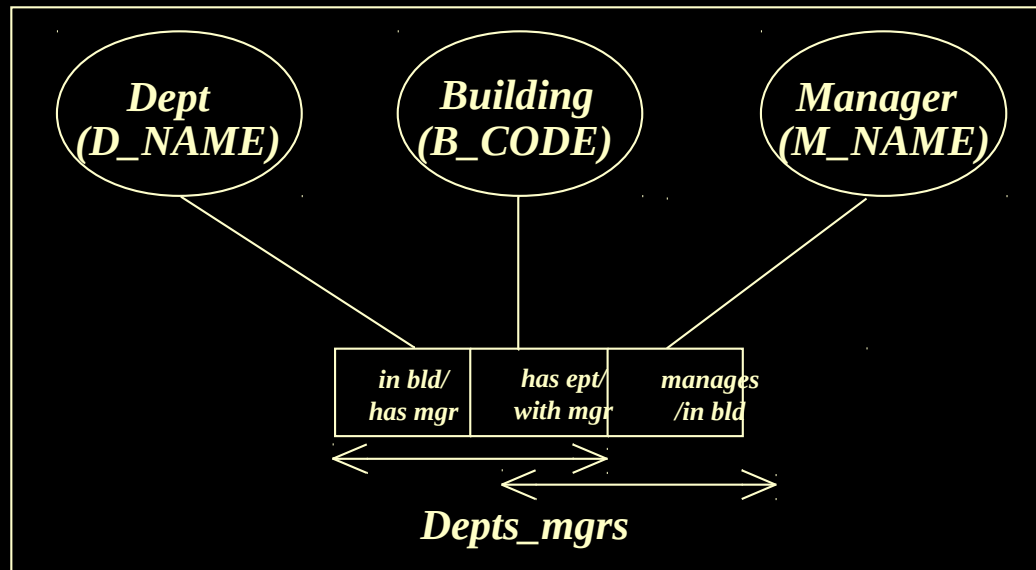 Dept
(D_NAME)
Building
(B_CODE)
Manager
(M_NAME)
in bld/
has mgr
has ept/
with mgr
manages
/in bld
Depts_mgrs